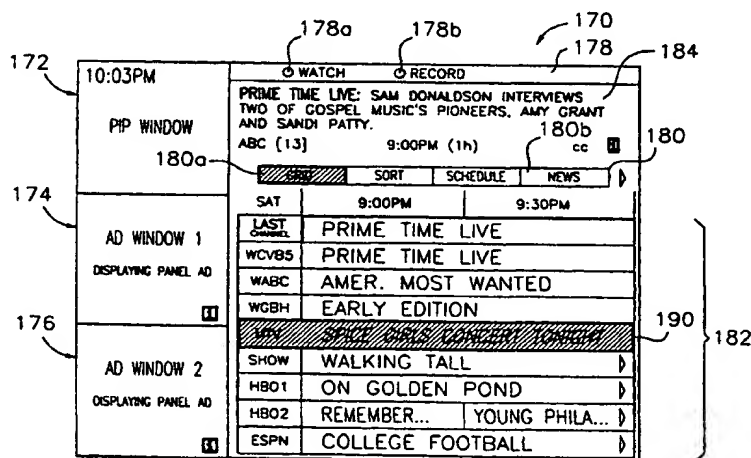 178a
178b
170
178
184
172
10:03PM
WATCH
RECORD
PIP WINDOW
PRIME TIME LIVE: SAM DONALDSON INTERVIEWS
TWO OF GOSPEL MUSIC'S PIONEERS, AMY GRANT
AND SANDI PATTY.
180b
ABC (13)
9:00PM (1h)
cc
180
180a
GRID
SORT
SCHEDULE
NEWS
174
SAT
9:00PM
9:30PM
AD WINDOW 1
DISPLAYING PANEL AD
LAST
CHANNEL
PRIME TIME LIVE
WCVB5
PRIME TIME LIVE
WABC
AMER. MOST WANTED
WGBH
EARLY EDITION
176
MTV
SPICE GIRLS CONCERT TONIGHT
190
182
AD WINDOW 2
DISPLAYING PANEL AD
SHOW
WALKING TALL
HBO1
ON GOLDEN POND
HBO2
REMEMBER...
YOUNG PHILA...
ESPN
COLLEGE FOOTBALL